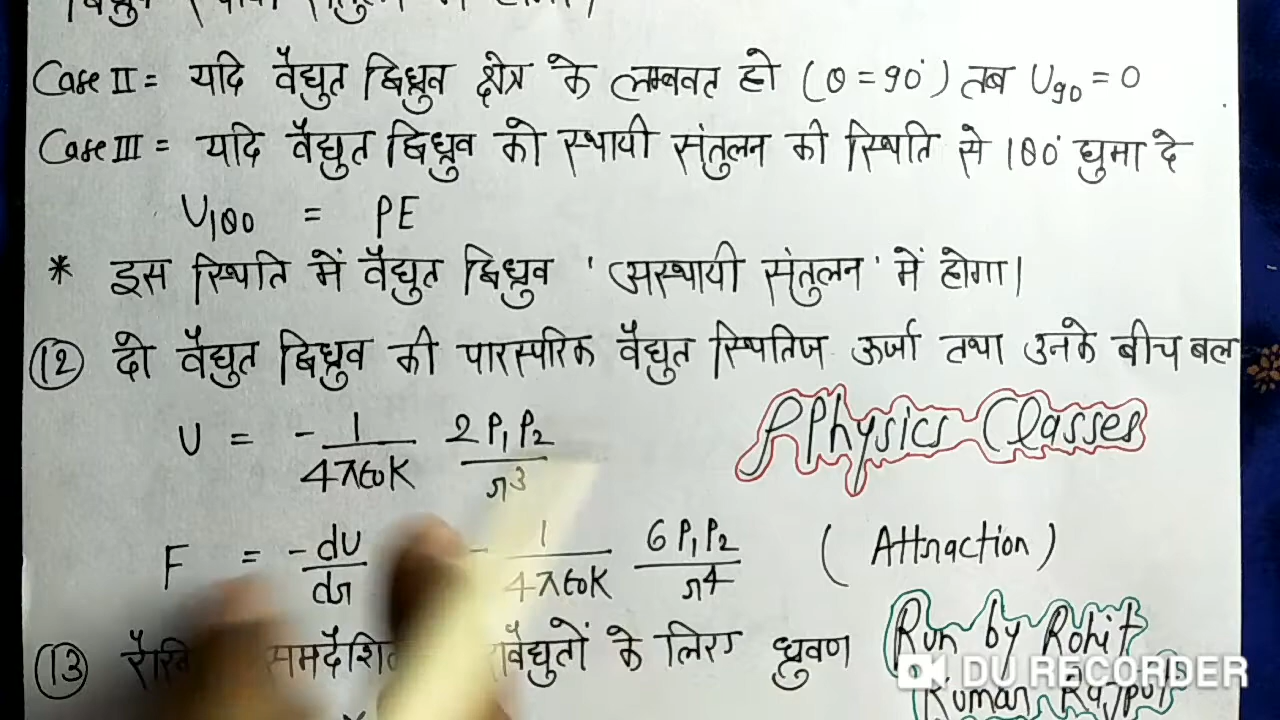 Case II = यदि वैद्युत द्विध्रुव क्षेत्र के लम्बवत हो (θ = 90°) तब U₉₀ = 0
Case III = यदि वैद्युत द्विध्रुव को स्थायी संतुलन की स्थिति से 180° घुमा दे
U₁₈₀ = PE
* इस स्थिति में वैद्युत द्विध्रुव 'अस्थायी संतुलन' में होगा।
(12) दो वैद्युत द्विध्रुव की पारस्परिक वैद्युत स्थितिज ऊर्जा तथा उनके बीच बल
U = - 1/4πε₀K 2P₁P₂/r³
Physics Classes
F = -dU/dr - 1/4πε₀K 6P₁P₂/r⁴ (Attraction)
(13) के लिए ध्रुवण
Run by Rohit
Kumar Rajput
DU RECORDER